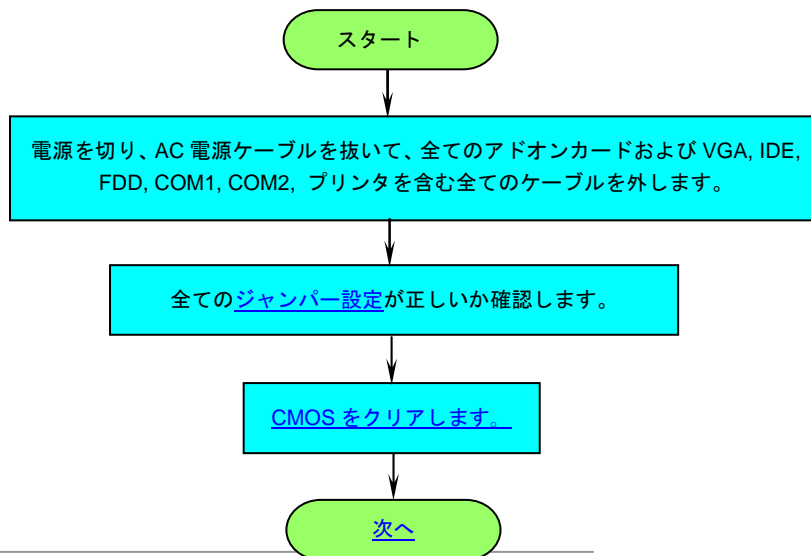 スタート
電源を切り、AC 電源ケーブルを抜いて、全てのアドオンカードおよび VGA, IDE,
FDD, COM1, COM2, プリンタを含む全てのケーブルを外します。
全てのジャンパー設定が正しいか確認します。
CMOS をクリアします。
次へ